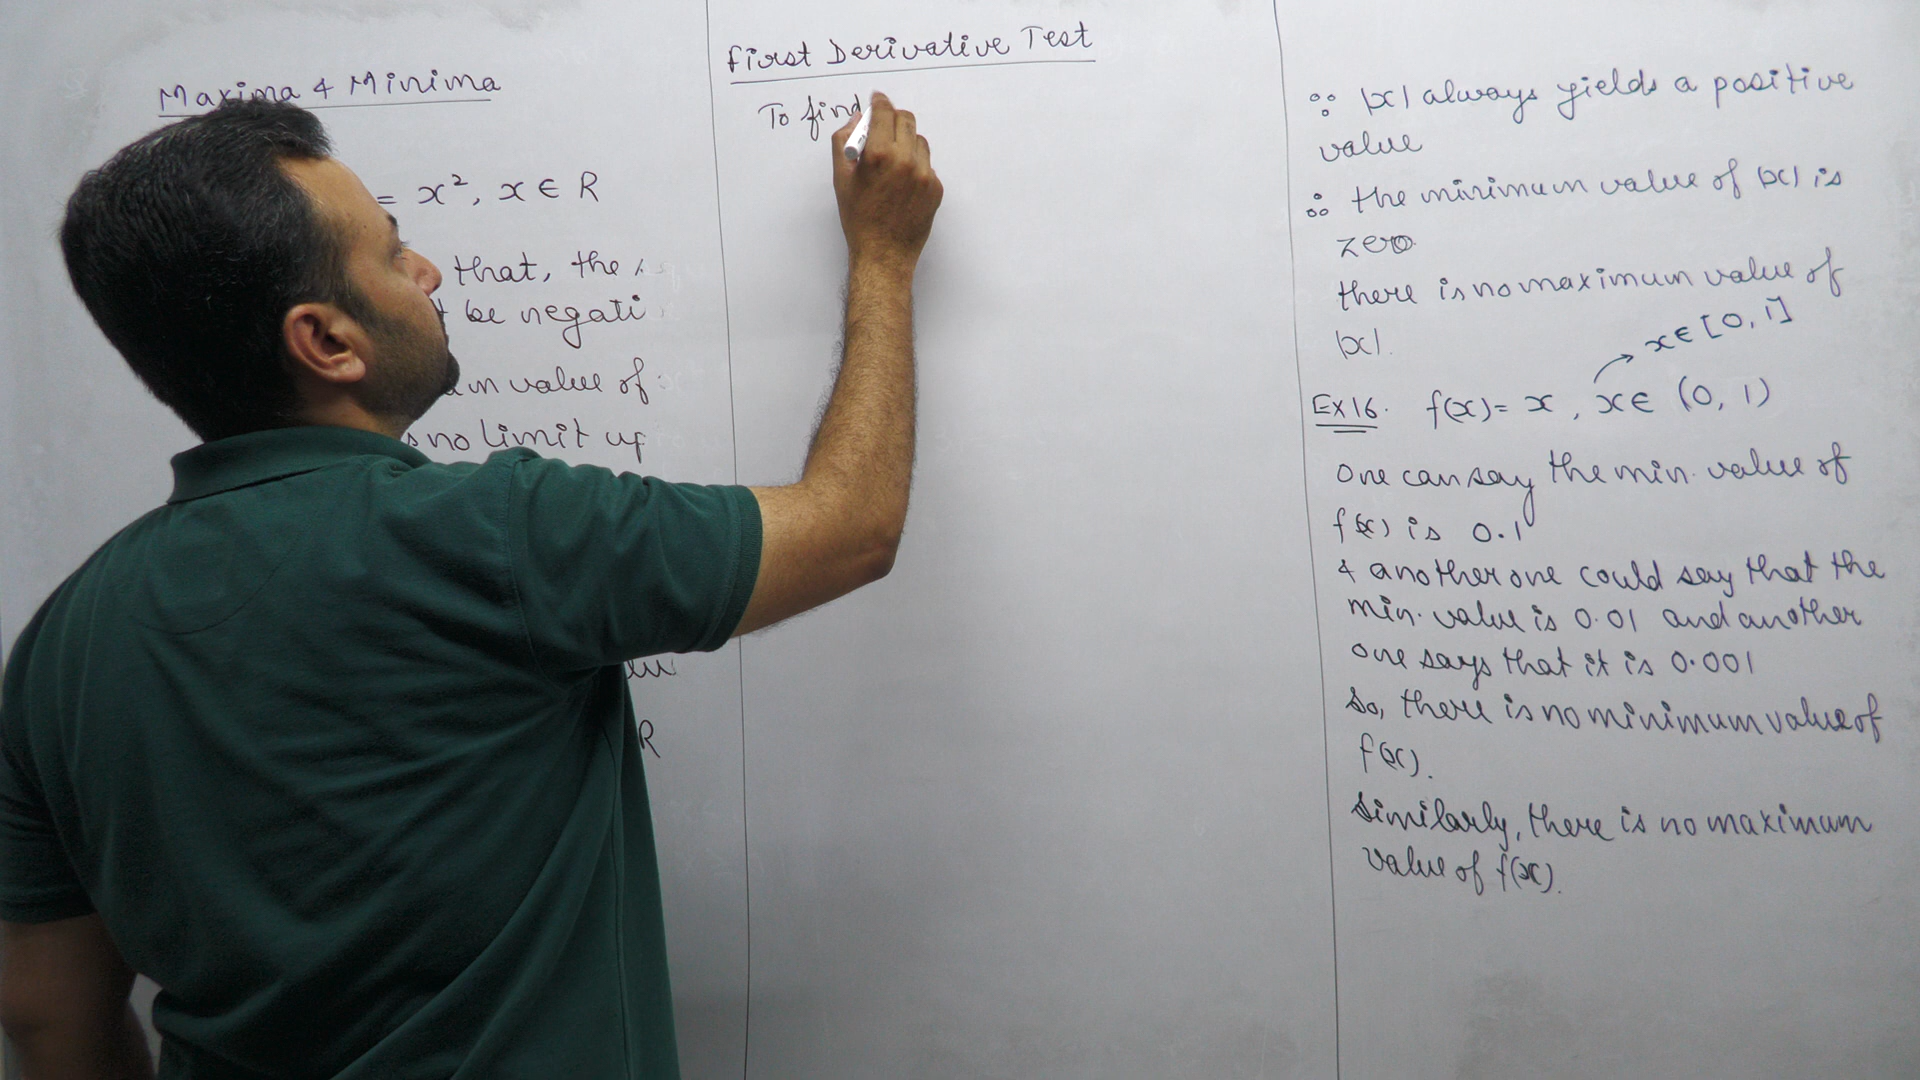 Maxima & Minima
= x², x ∈ R
that, the
be negati
value of
no limit up
R
First Derivative Test
To find
∵ |x| always yields a positive
value
∴ the minimum value of |x| is
zero.
there is no maximum value of
|x|.
x ∈ [0, 1]
Ex 16. f(x) = x, x ∈ (0, 1)
One can say the min. value of
f(x) is 0.1
& another one could say that the
min. value is 0.01 and another
one says that it is 0.001
So, there is no minimum value of
f(x).
Similarly, there is no maximum
value of f(x).